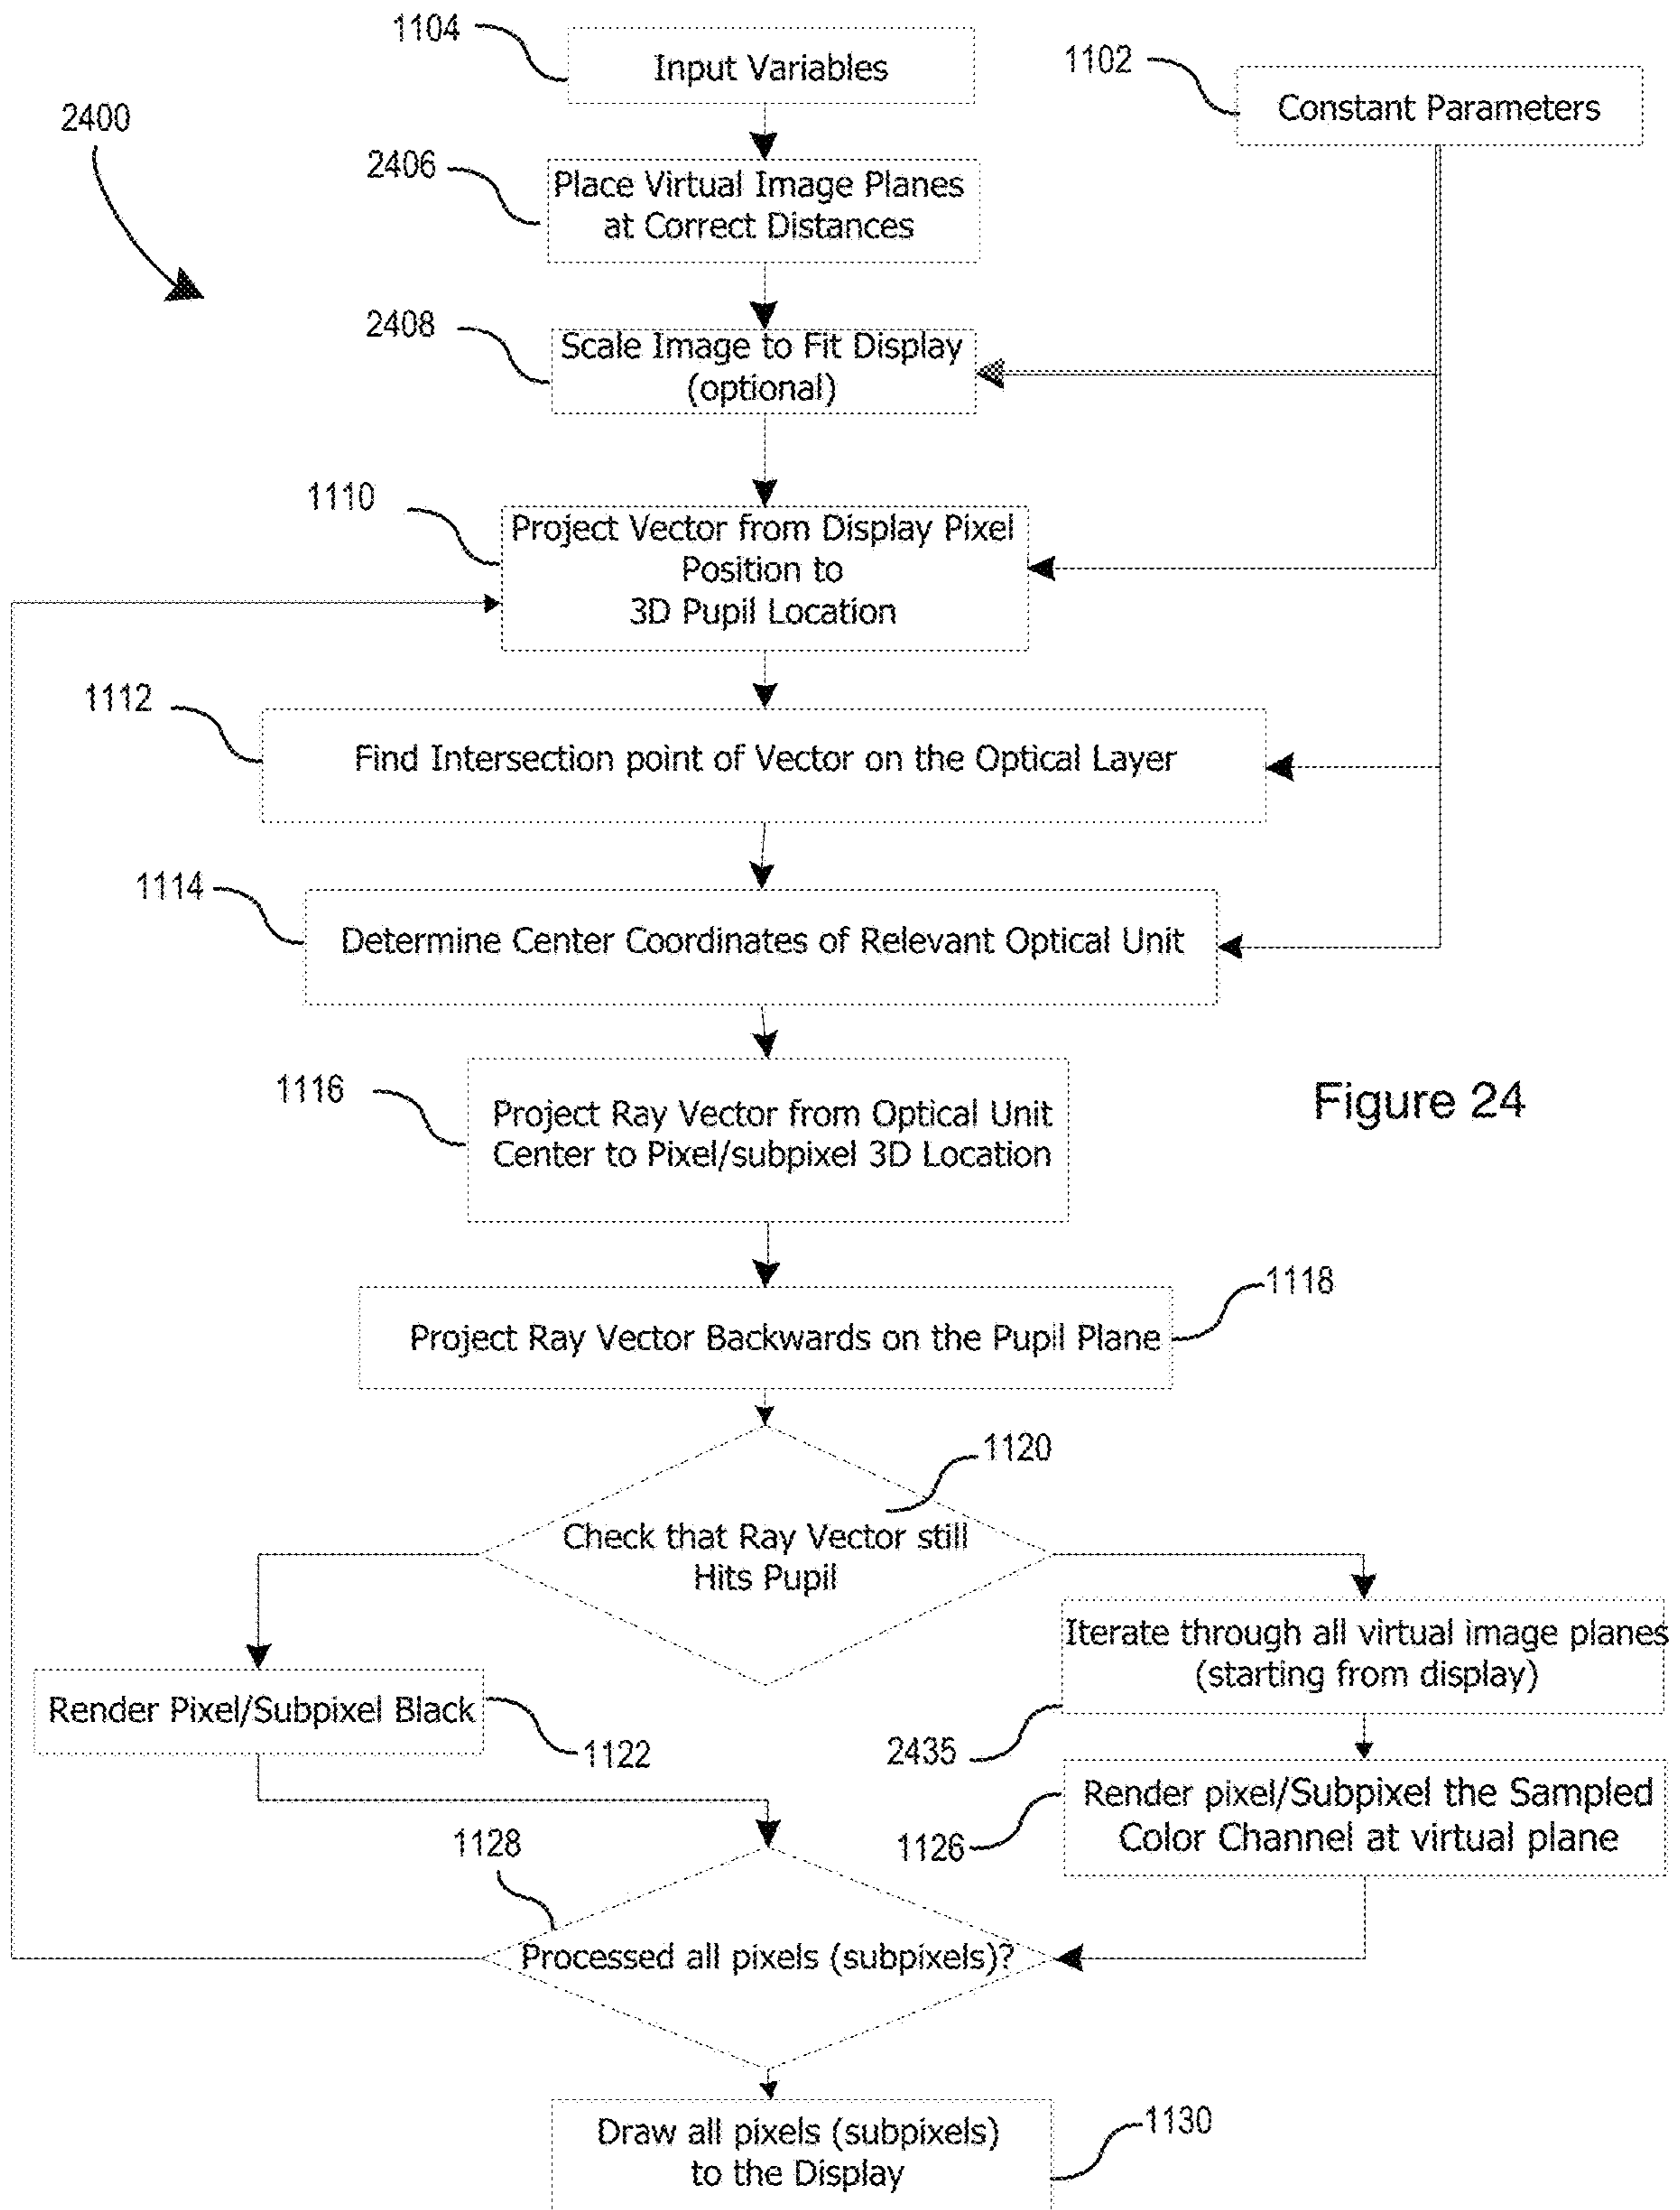 1104
Input Variables
1102
Constant Parameters
2400
2406
Place Virtual Image Planes
at Correct Distances
2408
Scale Image to Fit Display
(optional)
1110
Project Vector from Display Pixel
Position to
3D Pupil Location
1112
Find Intersection point of Vector on the Optical Layer
1114
Determine Center Coordinates of Relevant Optical Unit
1116
Project Ray Vector from Optical Unit
Center to Pixel/subpixel 3D Location
Figure 24
1118
Project Ray Vector Backwards on the Pupil Plane
1120
Check that Ray Vector still
Hits Pupil
Iterate through all virtual image planes
(starting from display)
2435
Render Pixel/Subpixel Black
1122
Render pixel/Subpixel the Sampled
Color Channel at virtual plane
1126
1128
Processed all pixels (subpixels)?
Draw all pixels (subpixels)
to the Display
1130